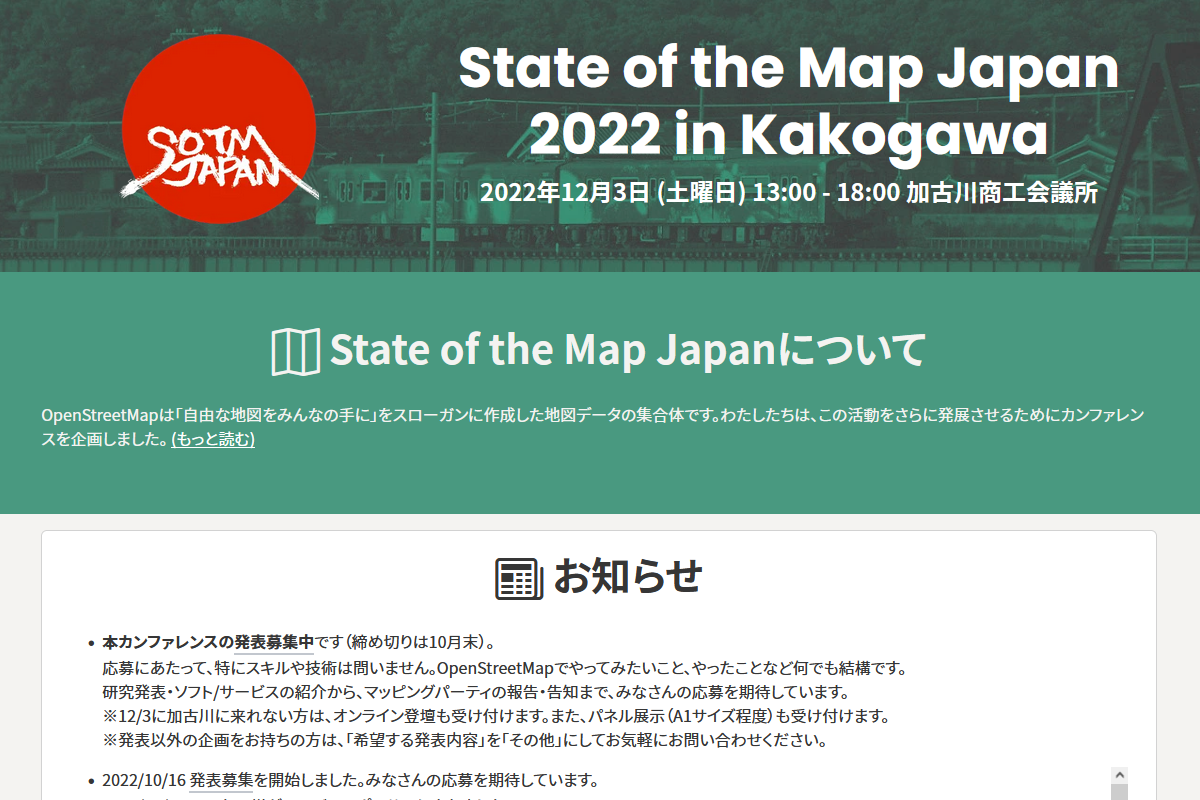 SOTM
JAPAN
State of the Map Japan
2022 in Kakogawa
2022年12月3日 (土曜日) 13:00 - 18:00 加古川商工会議所
State of the Map Japanについて
OpenStreetMapは「自由な地図をみんなの手に」をスローガンに作成した地図データの集合体です。わたしたちは、この活動をさらに発展させるためにカンファレン
スを企画しました。(もっと読む)
お知らせ
• 本カンファレンスの発表募集中です（締め切りは10月末）。
応募にあたって、特にスキルや技術は問いません。OpenStreetMapでやってみたいこと、やったことなど何でも結構です。
研究発表・ソフト/サービスの紹介から、マッピングパーティの報告・告知まで、みなさんの応募を期待しています。
※12/3に加古川に来れない方は、オンライン登壇も受け付けます。また、パネル展示（A1サイズ程度）も受け付けます。
※発表以外の企画をお持ちの方は、「希望する発表内容」を「その他」にしてお気軽にお問い合わせください。
• 2022/10/16 発表募集を開始しました。みなさんの応募を期待しています。